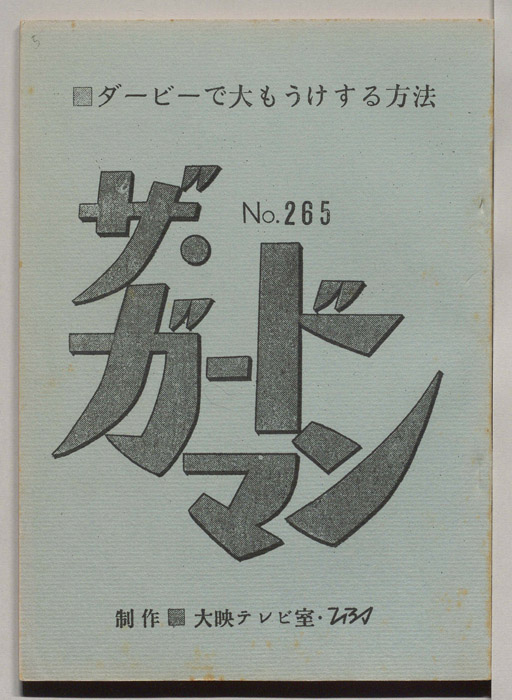 ■ダービーで大もうけする方法
No.265
ザ・
ガードマン
制作■大映テレビ室・TBS